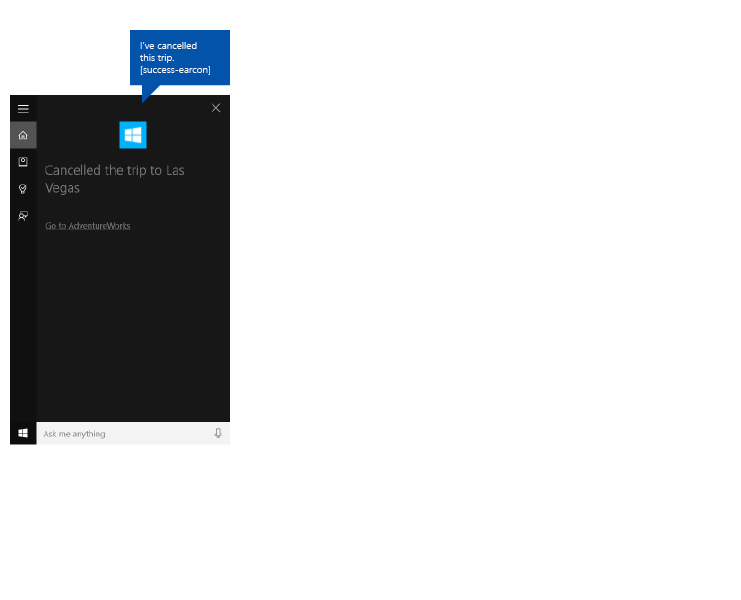 I've cancelled
this trip.
[success-earcon]
Cancelled the trip to Las
Vegas
Go to AdventureWorks
Ask me anything